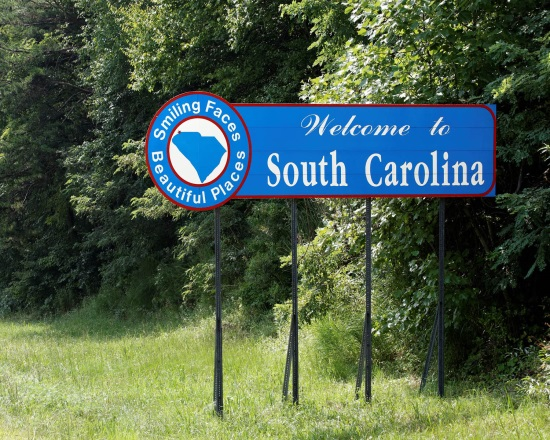 Smiling Faces
Beautiful Places
Welcome to
South Carolina